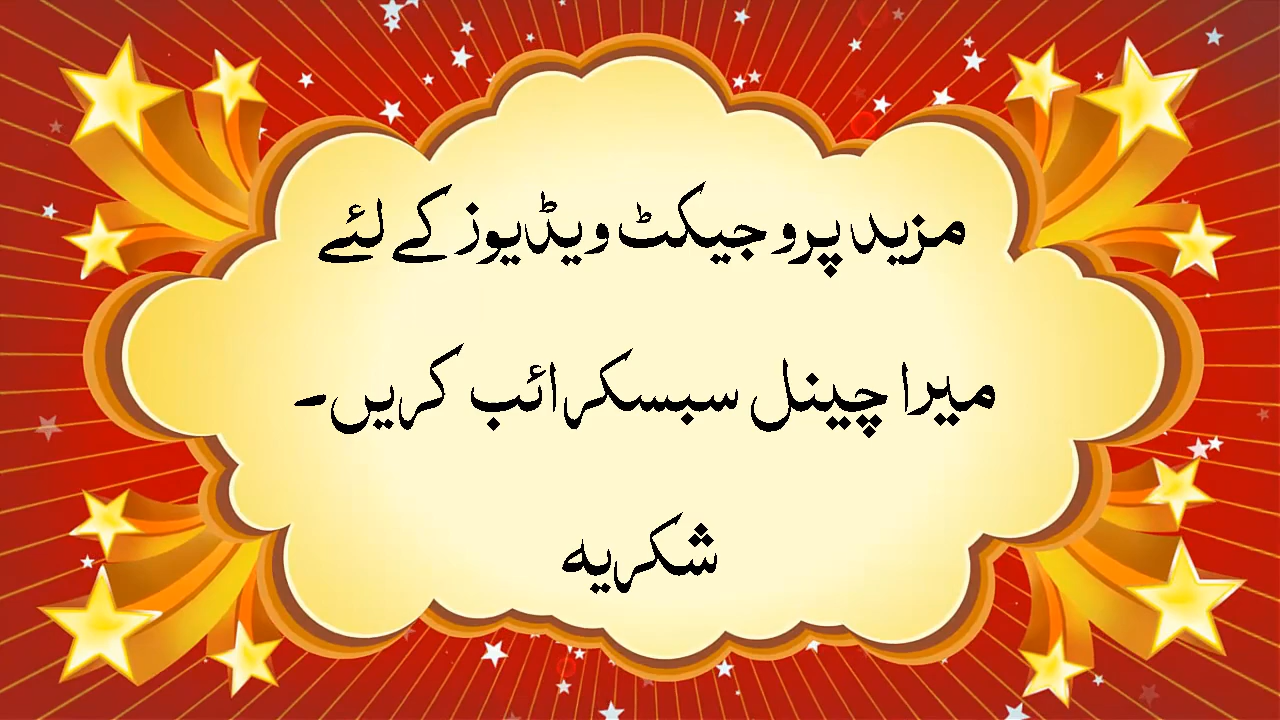 مزید پروجیکٹ ویڈیوز کے لئے
میرا چینل سبسکرائب کریں۔
شکریہ